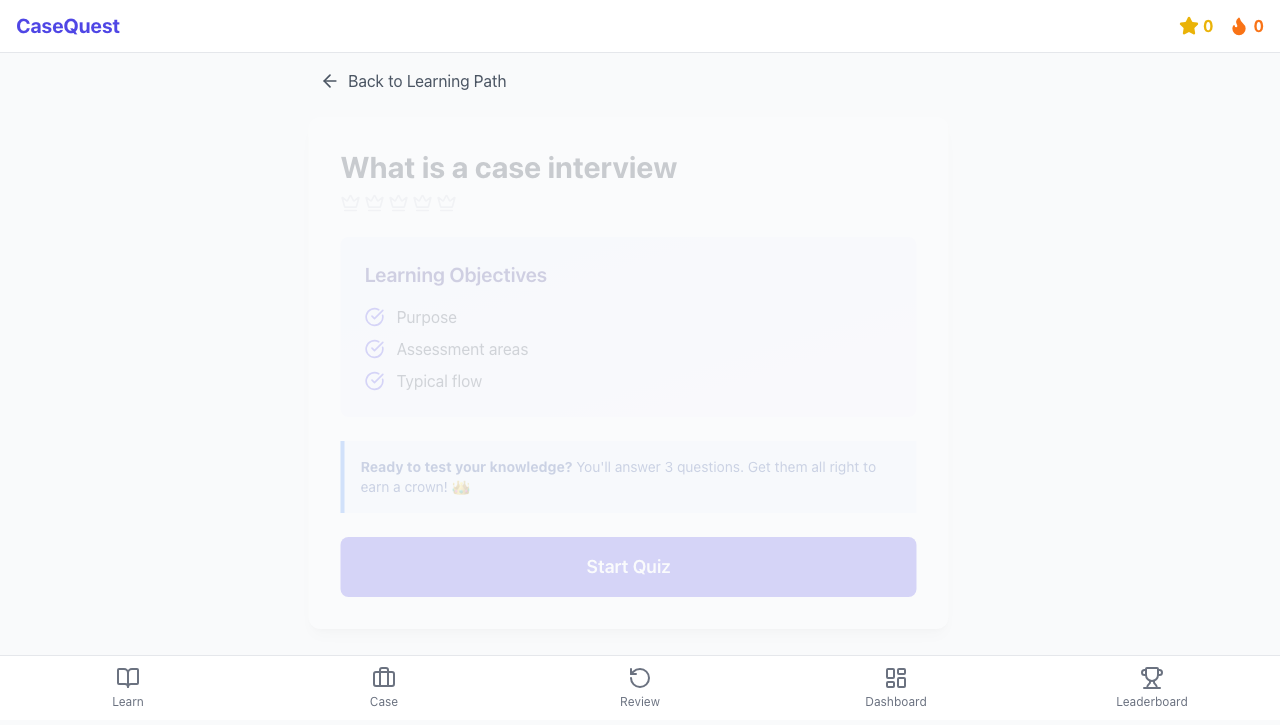 CaseQuest
0
0
Back to Learning Path
What is a case interview
Learning Objectives
Purpose
Assessment areas
Typical flow
Ready to test your knowledge? You'll answer 3 questions. Get them all right to
earn a crown! 👑
Start Quiz
Learn
Case
Review
Dashboard
Leaderboard